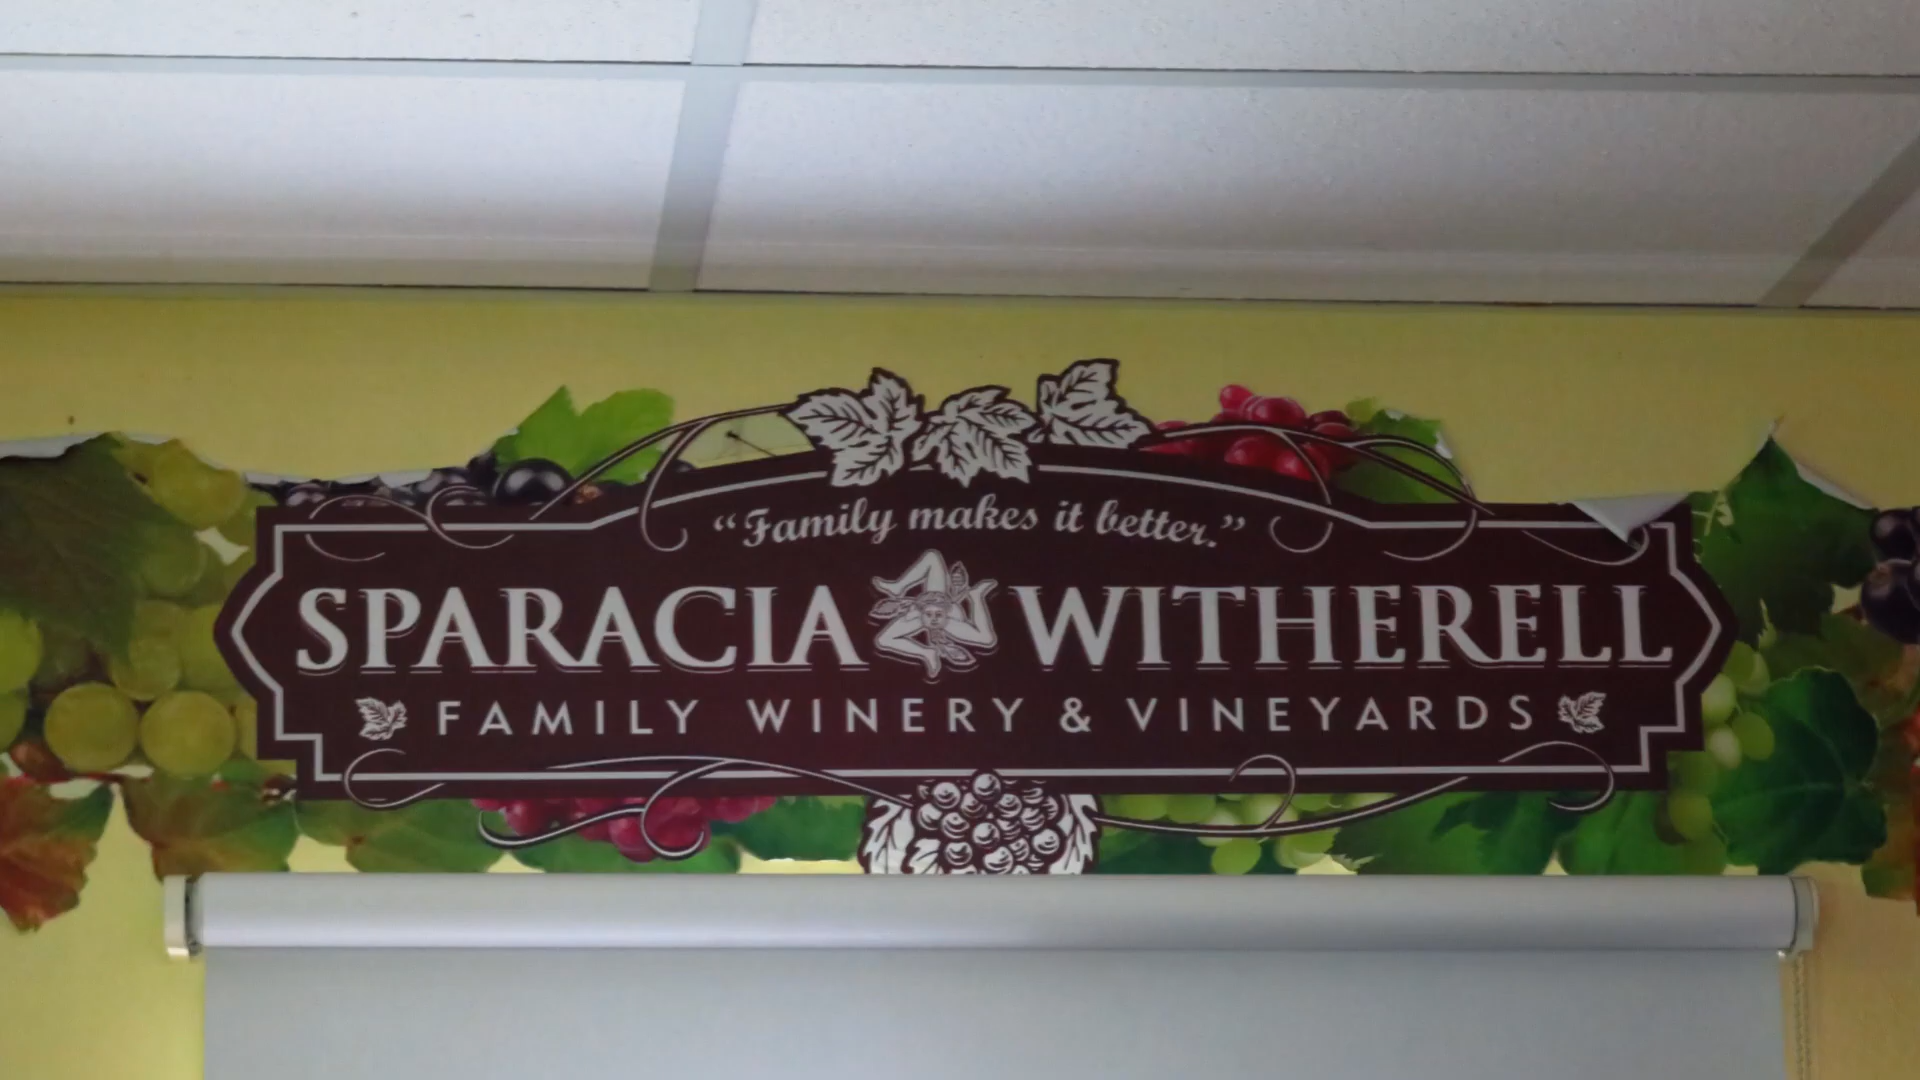 “Family makes it better.”
SPARACIA WITHERELL
FAMILY WINERY & VINEYARDS